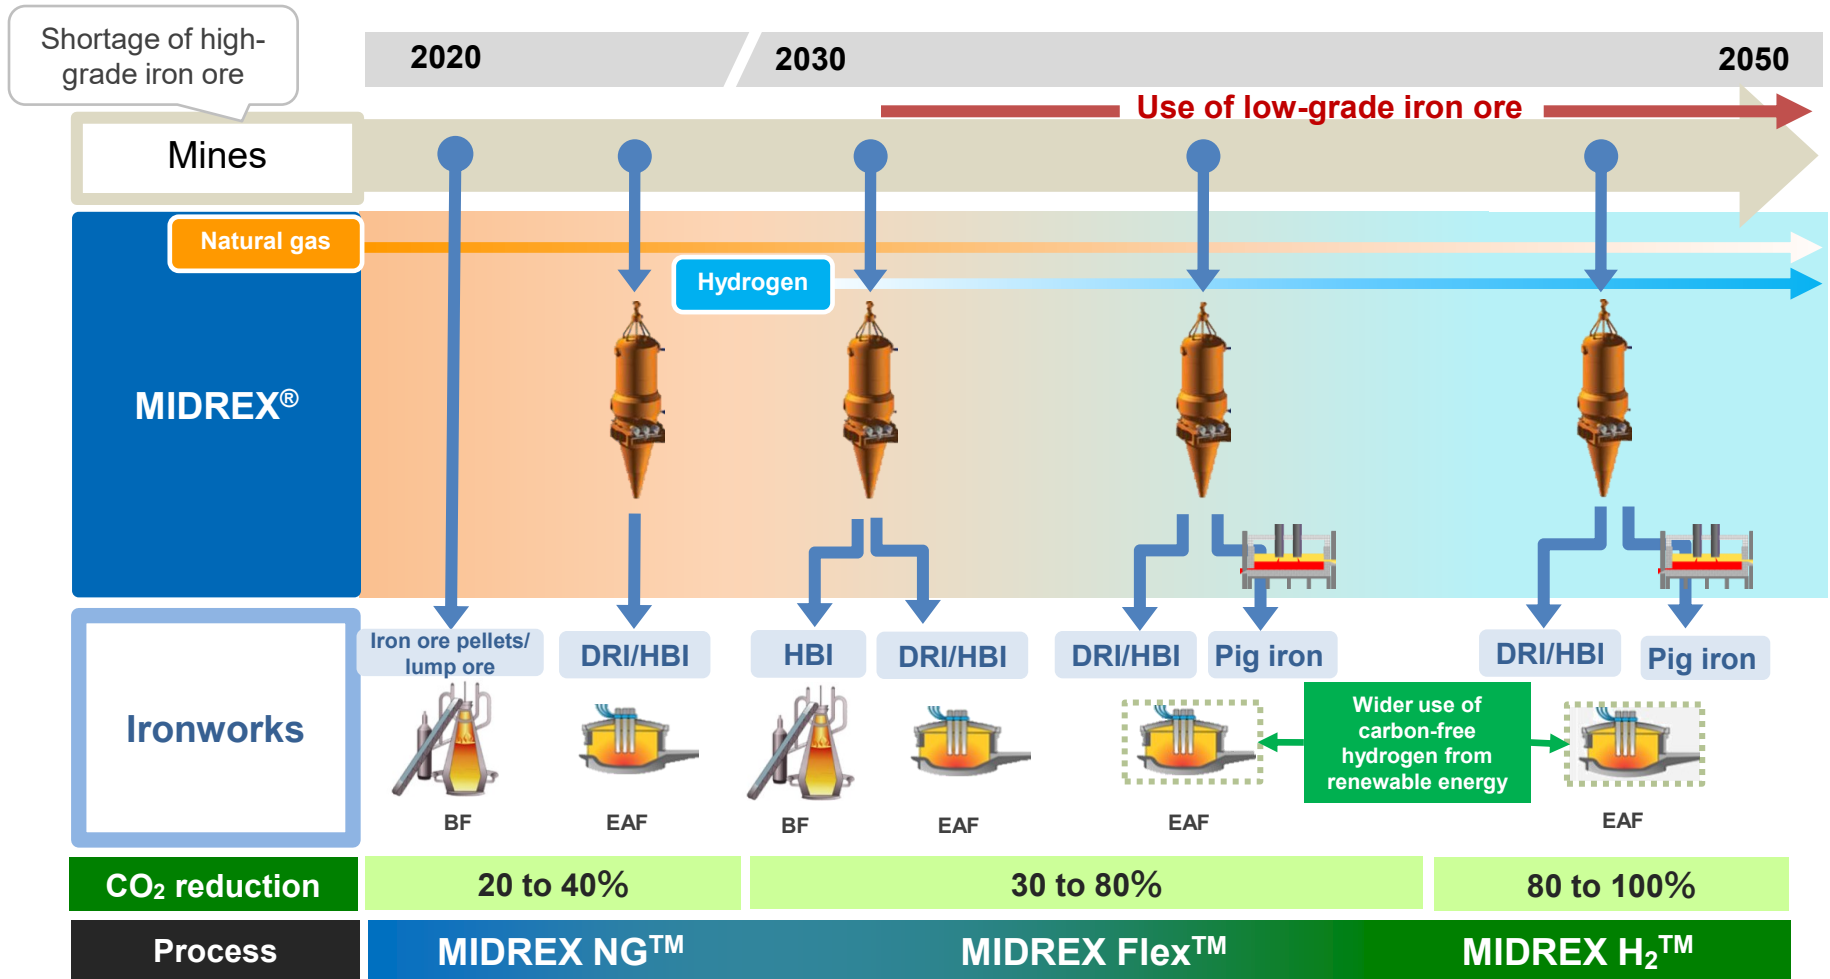 Shortage of high-
grade iron ore
2020
2030
2050
Use of low-grade iron ore
Mines
Natural gas
Hydrogen
MIDREX®
Iron ore pellets/
lump ore
DRI/HBI
HBI
DRI/HBI
DRI/HBI
Pig iron
DRI/HBI
Pig iron
Ironworks
Wider use of
carbon-free
hydrogen from
renewable energy
BF
EAF
BF
EAF
EAF
EAF
CO₂ reduction
20 to 40%
30 to 80%
80 to 100%
Process
MIDREX NG™
MIDREX Flex™
MIDREX H₂™